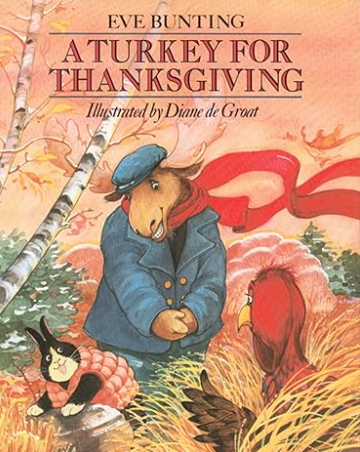 EVE BUNTING
A TURKEY FOR
THANKSGIVING
Illustrated by Diane de Groat